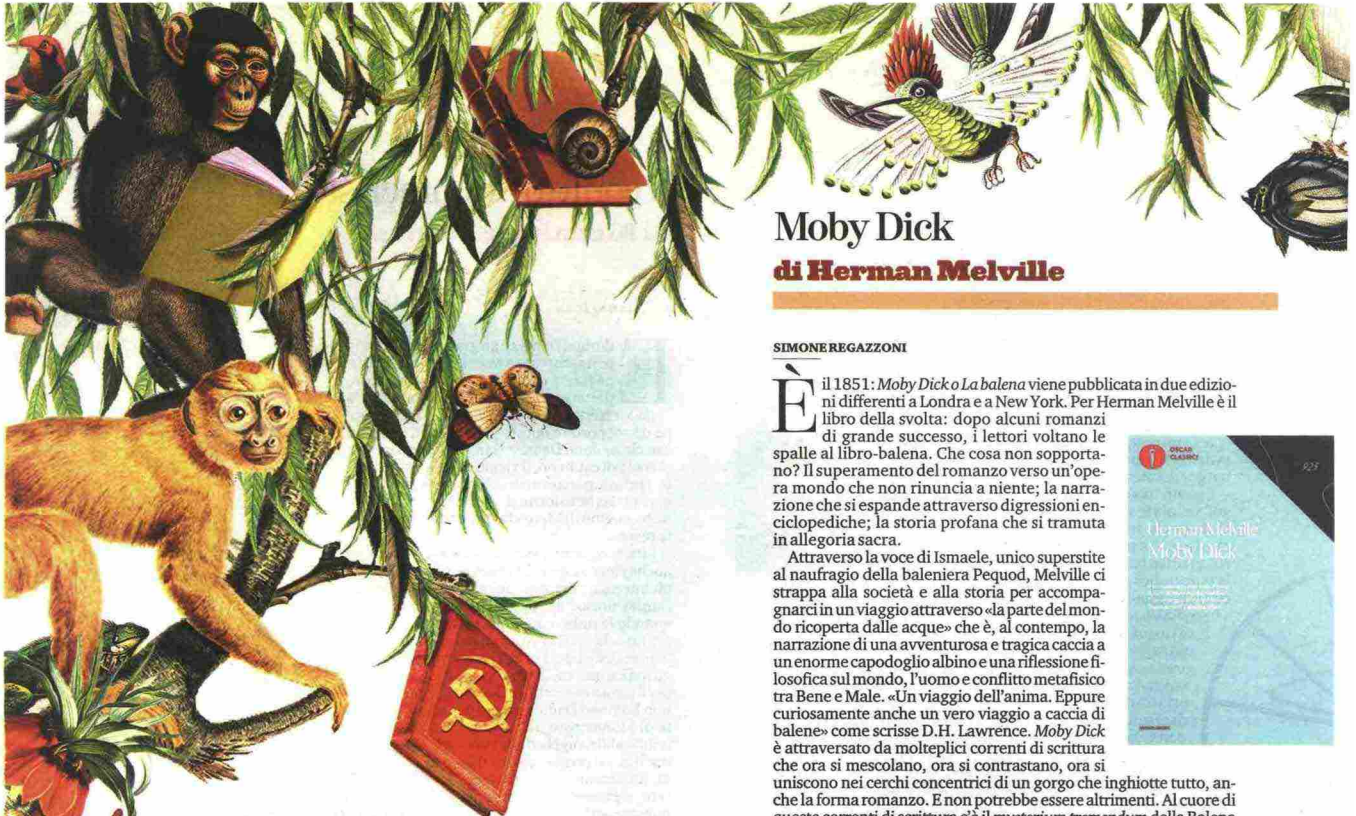 Moby Dick
di Herman Melville
SIMONE REGAZZONI
È il 1851: Moby Dick o La balena viene pubblicata in due edizio-
ni differenti a Londra e a New York. Per Herman Melville è il
libro della svolta: dopo alcuni romanzi
di grande successo, i lettori voltano le
spalle al libro-balena. Che cosa non sopporta-
no? Il superamento del romanzo verso un'ope-
ra mondo che non rinuncia a niente; la narra-
zione che si espande attraverso digressioni en-
ciclopediche; la storia profana che si tramuta
in allegoria sacra.
Attraverso la voce di Ismaele, unico superstite
al naufragio della baleniera Pequod, Melville ci
strappa alla società e alla storia per accompa-
gnarci in un viaggio attraverso «la parte del mon-
do ricoperta dalle acque» che è, al contempo, la
narrazione di una avventurosa e tragica caccia a
un enorme capodoglio albino e una riflessione fi-
losofica sul mondo, l'uomo e conflitto metafisico
tra Bene e Male. «Un viaggio dell'anima. Eppure
curiosamente anche un vero viaggio a caccia di
balene» come scrisse D.H. Lawrence. Moby Dick
è attraversato da molteplici correnti di scrittura
che ora si mescolano, ora si contrastano, ora si
uniscono nei cerchi concentrici di un gorgo che inghiotte tutto, an-
che la forma romanzo. E non potrebbe essere altrimenti. Al cuore di
queste correnti di scrittura c'è il mysterium tremendum della Balena
OSCAR
CLASSICI
Herman Melville
Moby Dick